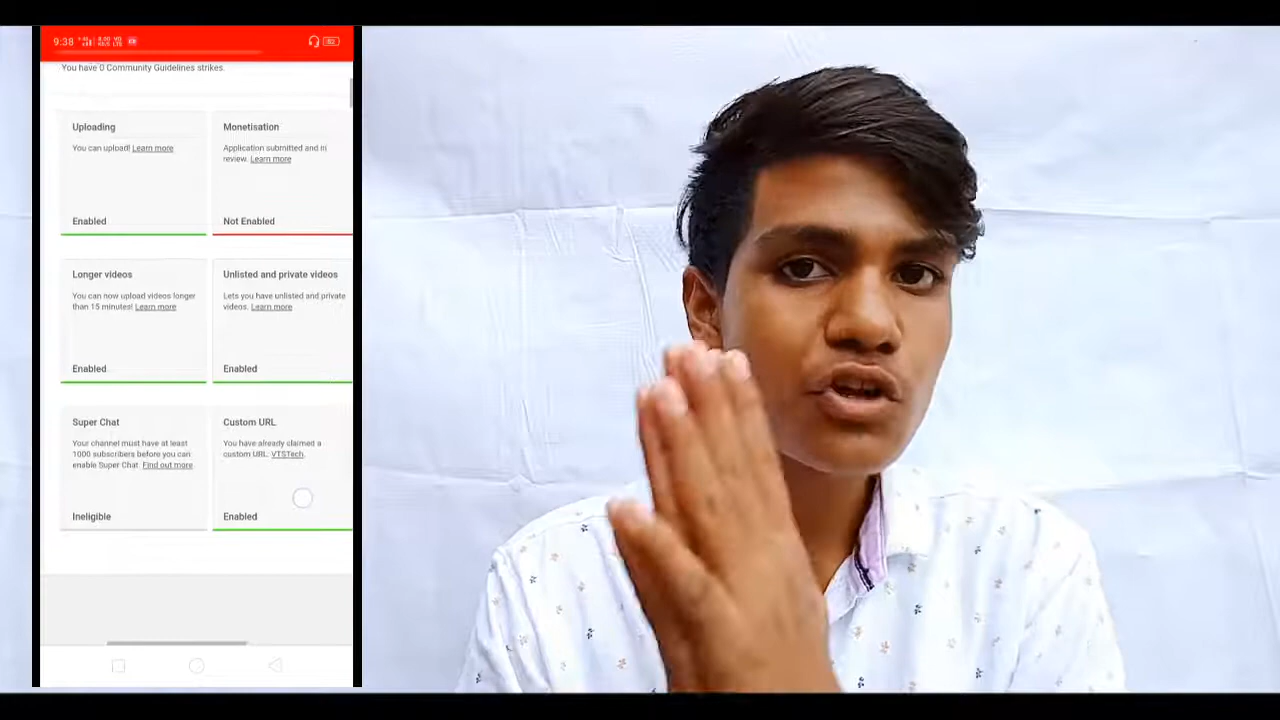 9:38
You have 0 Community Guidelines strikes.
Uploading
You can upload! Learn more
Enabled
Monetisation
Application submitted and in
review. Learn more
Not Enabled
Longer videos
You can now upload videos longer
than 15 minutes! Learn more
Enabled
Unlisted and private videos
Lets you have unlisted and private
videos. Learn more
Enabled
Super Chat
Your channel must have at least
1000 subscribers before you can
enable Super Chat. Find out more
Ineligible
Custom URL
You have already claimed a
custom URL: VTSTech.
Enabled